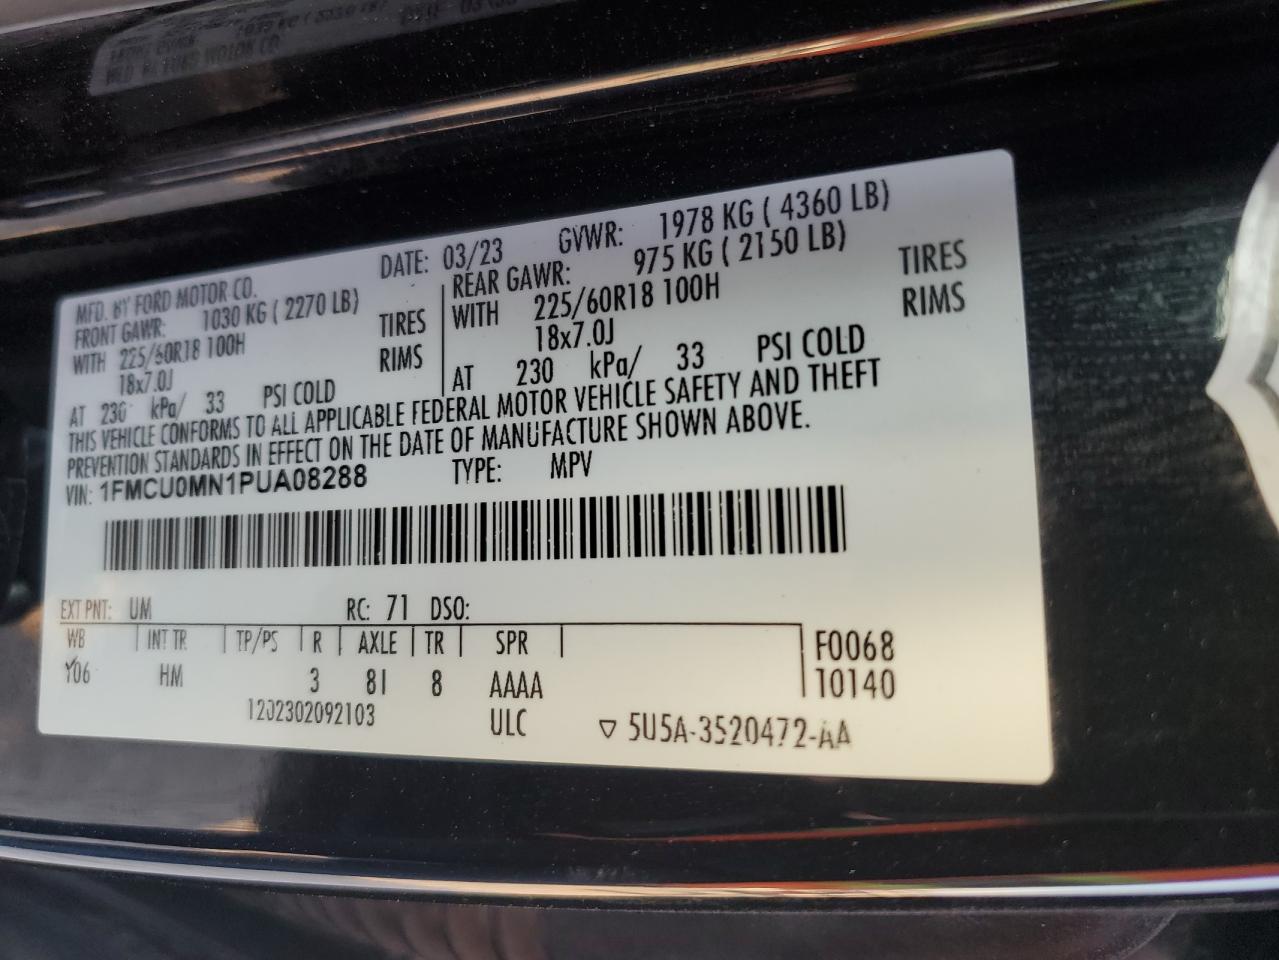 MFD. BY FORD MOTOR CO.
DATE: 03/23 GVWR: 1978 KG ( 4360 LB)
FRONT GAWR: 1030 KG ( 2270 LB)
WITH 225/60R18 100H TIRES
18x7.0J RIMS
AT 230 kPa/ 33 PSI COLD
REAR GAWR: 975 KG ( 2150 LB)
WITH 225/60R18 100H TIRES
18x7.0J RIMS
AT 230 kPa/ 33 PSI COLD
THIS VEHICLE CONFORMS TO ALL APPLICABLE FEDERAL MOTOR VEHICLE SAFETY AND THEFT
PREVENTION STANDARDS IN EFFECT ON THE DATE OF MANUFACTURE SHOWN ABOVE.
VIN: 1FMCU0MN1PUA08288 TYPE: MPV
EXT PNT: UM RC: 71 DSO:
WB INT TR TP/PS R AXLE TR SPR F0068
Y06 HM 3 8I 8 AAAA 10140
1202302092103 ULC ▽ 5U5A-3520472-AA